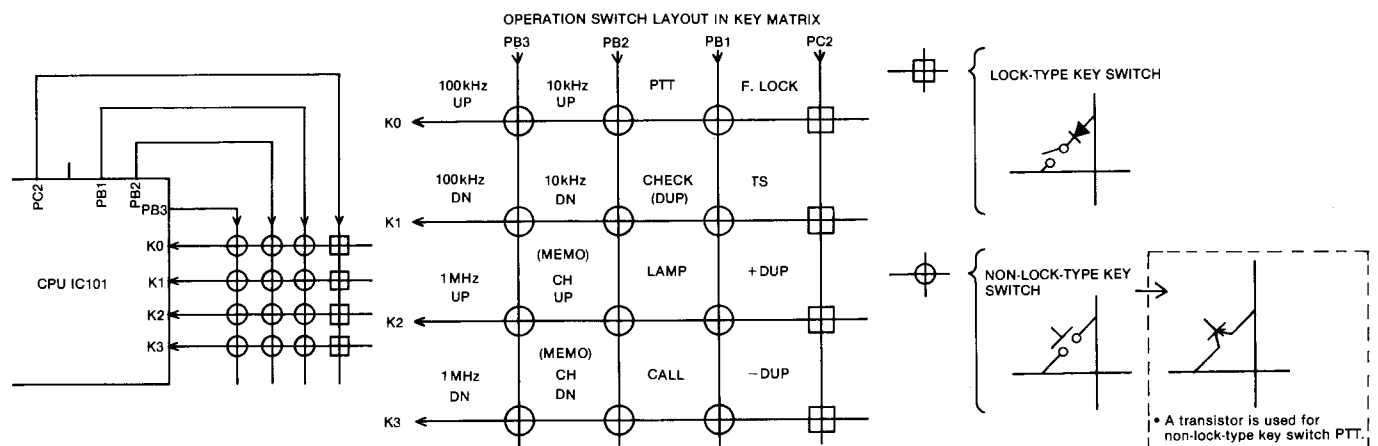 OPERATION SWITCH LAYOUT IN KEY MATRIX
PC2
PB1
PB2
PB3
K0
K1
K2
K3
CPU IC101
PB3 PB2 PB1 PC2
100kHz UP
10kHz UP
PTT
F. LOCK
K0
100kHz DN
10kHz DN
CHECK (DUP)
TS
K1
1MHz UP
(MEMO) CH UP
LAMP
+DUP
K2
1MHz DN
(MEMO) CH DN
CALL
−DUP
K3
LOCK-TYPE KEY SWITCH
NON-LOCK-TYPE KEY
SWITCH
• A transistor is used for
non-lock-type key switch PTT.